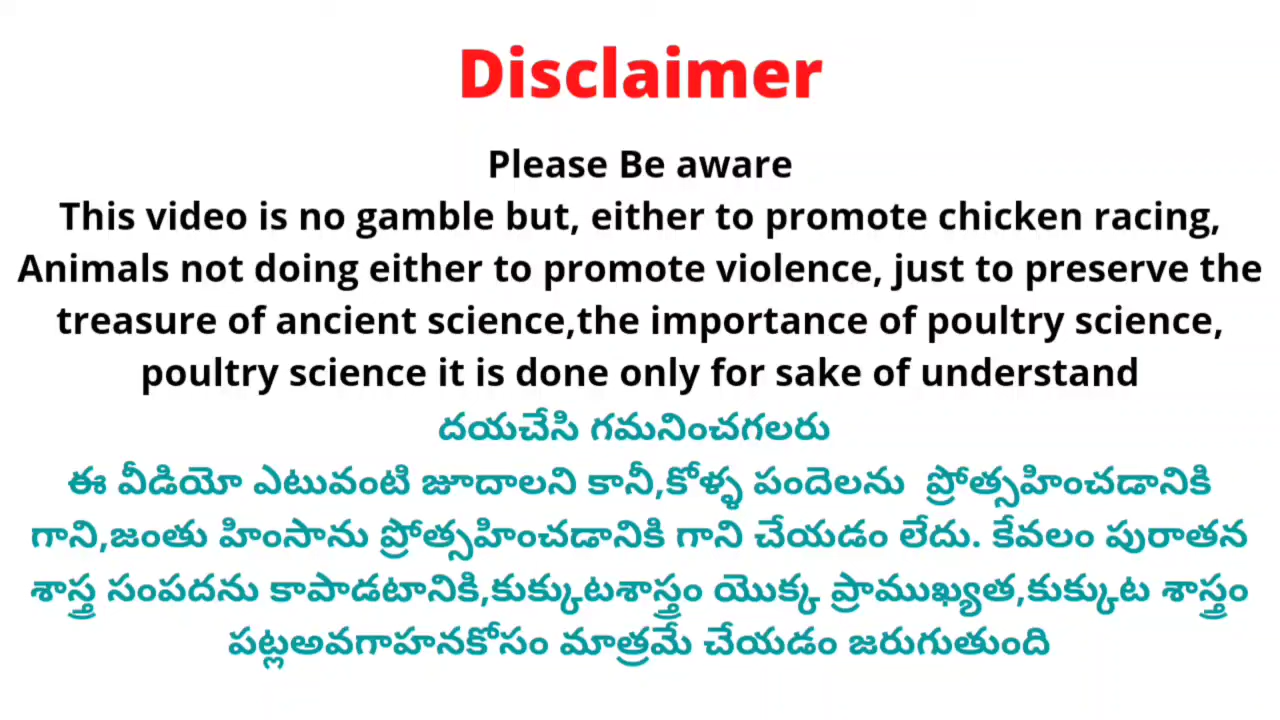 Disclaimer
Please Be aware
This video is no gamble but, either to promote chicken racing,
Animals not doing either to promote violence, just to preserve the
treasure of ancient science,the importance of poultry science,
poultry science it is done only for sake of understand
దయచేసి గమనించగలరు
ఈ వీడియో ఎటువంటి జూదాలని కానీ,కోళ్ళ పందెలను ప్రోత్సహించడానికి
గాని,జంతు హింసాను ప్రోత్సహించడానికి గాని చేయడం లేదు. కేవలం పురాతన
శాస్త్ర సంపదను కాపాడటానికి,కుక్కుటశాస్త్రం యొక్క ప్రాముఖ్యత,కుక్కుట శాస్త్రం
పట్లఅవగాహనకోసం మాత్రమే చేయడం జరుగుతుంది